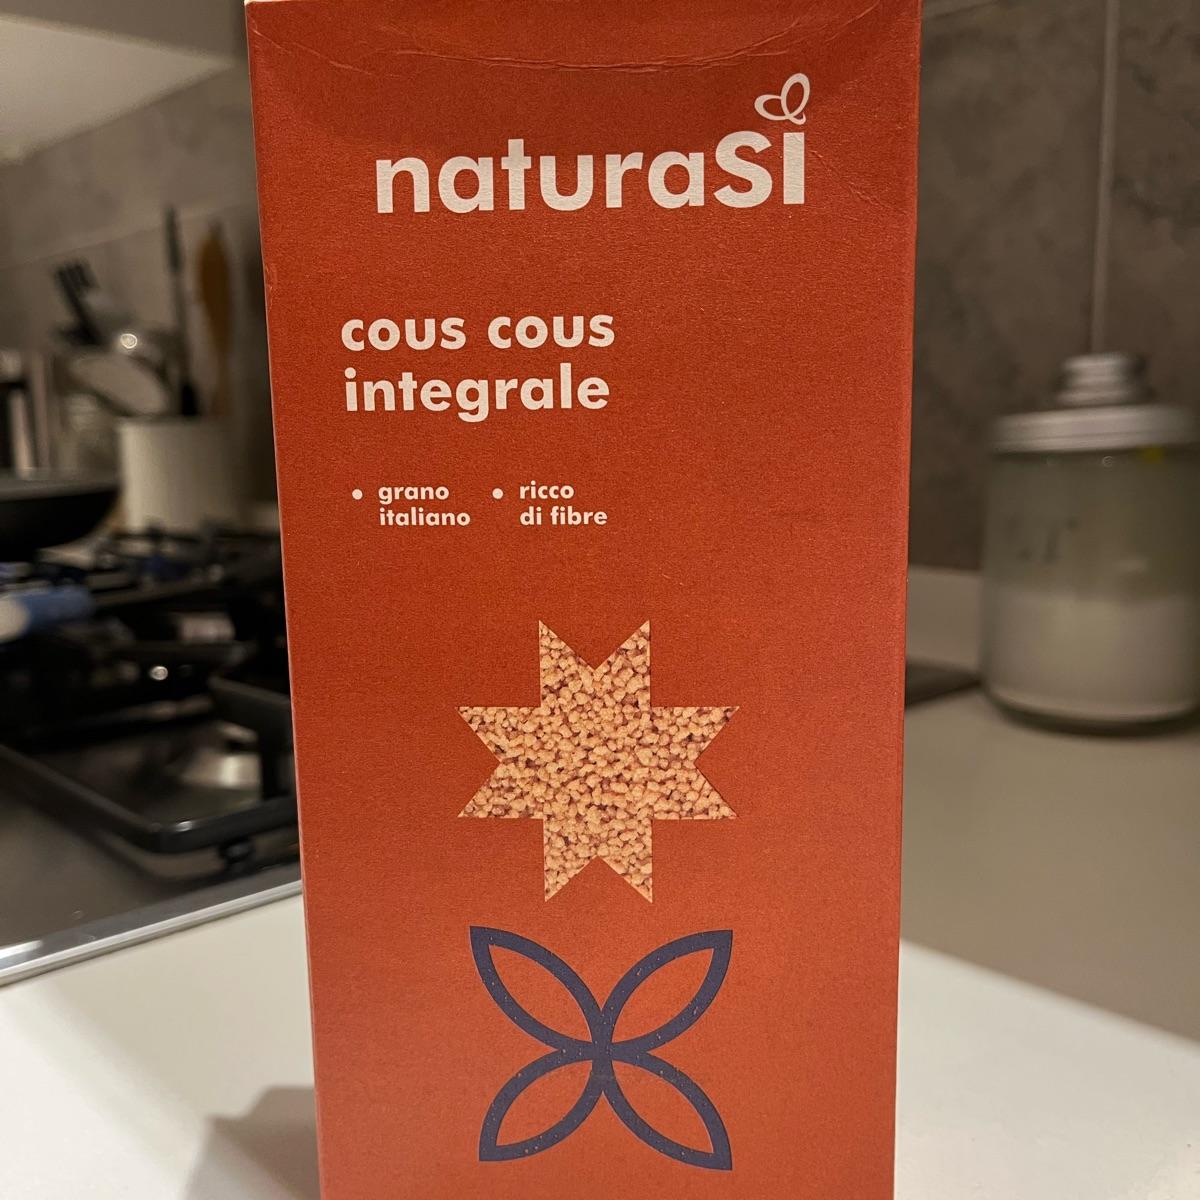 naturaSì
cous cous
integrale
• grano italiano
• ricco di fibre